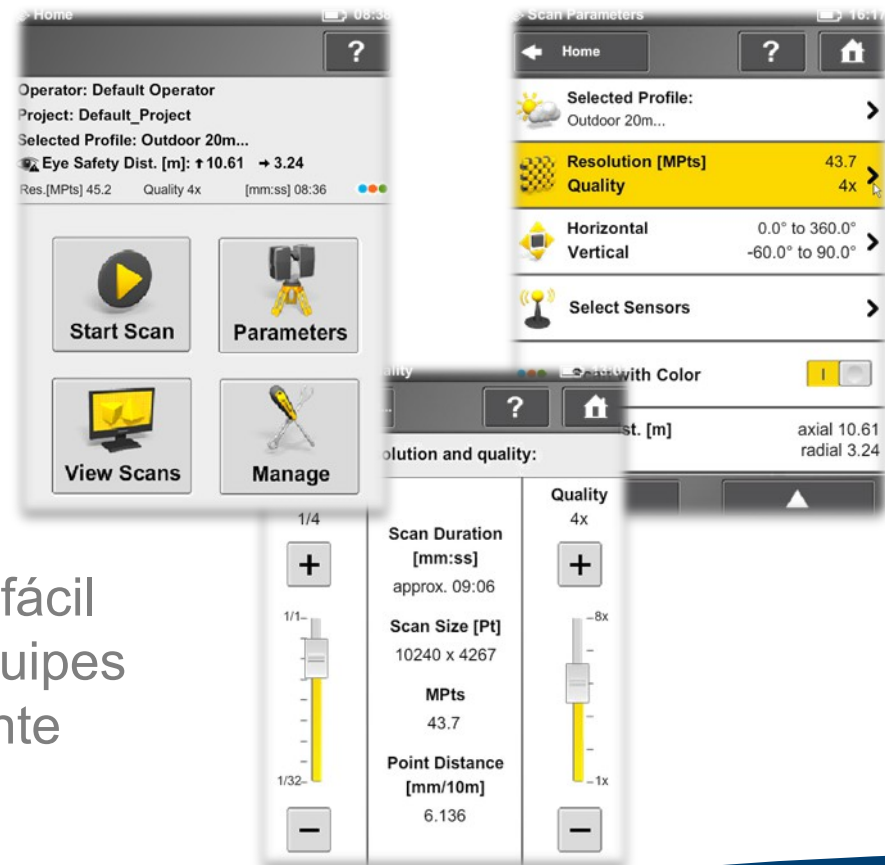 Home 08:38
?
Operator: Default Operator
Project: Default_Project
Selected Profile: Outdoor 20m...
Eye Safety Dist. [m]: 10.61 → 3.24
Res.[MPts] 45.2 Quality 4x [mm:ss] 08:36
Start Scan
Parameters
View Scans
Manage
Scan Parameters 16:17
Home
?
Selected Profile:
Outdoor 20m...
Resolution [MPts] 43.7
Quality 4x
Horizontal 0.0° to 360.0°
Vertical -60.0° to 90.0°
Select Sensors
with Color
st. [m] axial 10.61
radial 3.24
?
olution and quality:
1/4
+
1/1
1/32
−
Scan Duration
[mm:ss]
approx. 09:06
Scan Size [Pt]
10240 x 4267
MPts
43.7
Point Distance
[mm/10m]
6.136
Quality
4x
+
8x
1x
−
fácil
uipes
nte